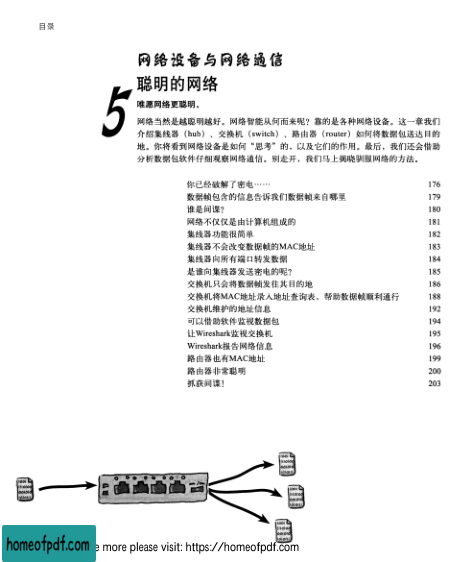 目录
网络设备与网络通信
聪明的网络
5
唯愿网络更聪明。
网络当然是越聪明越好。网络智能从何而来呢？靠的是各种网络设备。这一章我们
介绍集线器（hub）、交换机（switch）、路由器（router）如何将数据包送达目的
地。你将看到网络设备是如何“思考”的，以及它们的作用。最后，我们还会借助
分析数据包软件仔细观察网络通信。别走开，我们马上揭晓驯服网络的方法。
你已经破解了密电…… 176
数据帧包含的信息告诉我们数据帧来自哪里 179
谁是间谍？ 180
网络不仅仅是由计算机组成的 181
集线器功能很简单 182
集线器不会改变数据帧的MAC地址 183
集线器向所有端口转发数据 184
是谁向集线器发送密电的呢？ 185
交换机只会将数据帧发往其目的地 186
交换机将MAC地址录入地址查询表，帮助数据帧顺利通行 188
交换机维护的地址信息 192
可以借助软件监视数据包 194
让Wireshark监视交换机 195
Wireshark报告网络信息 196
路由器也有MAC地址 199
路由器非常聪明 200
抓获间谍！ 203
homeofpdf.com
e more please visit: https://homeofpdf.com